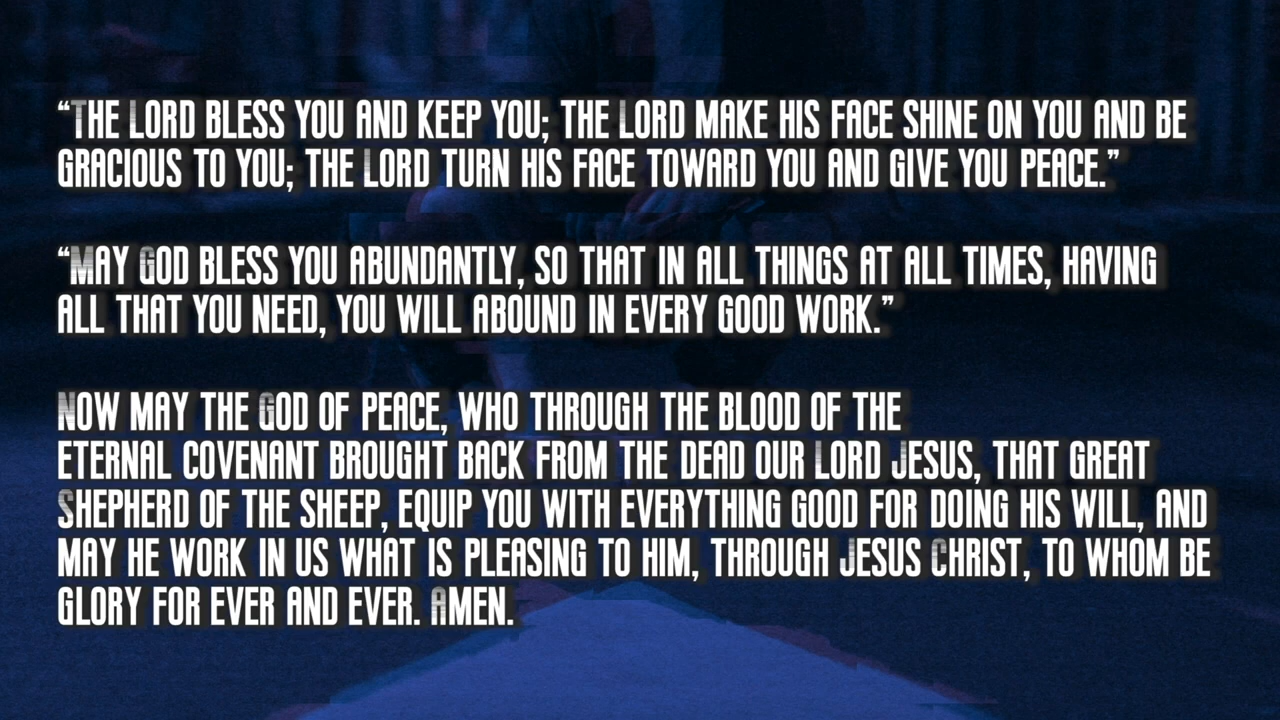 “The Lord bless you and keep you; the Lord make his face shine on you and be
gracious to you; the Lord turn his face toward you and give you peace.”
“May God bless you abundantly, so that in all things at all times, having
all that you need, you will abound in every good work.”
Now may the God of peace, who through the blood of the
eternal covenant brought back from the dead our Lord Jesus, that great
Shepherd of the sheep, equip you with everything good for doing his will, and
may he work in us what is pleasing to him, through Jesus Christ, to whom be
glory for ever and ever. Amen.